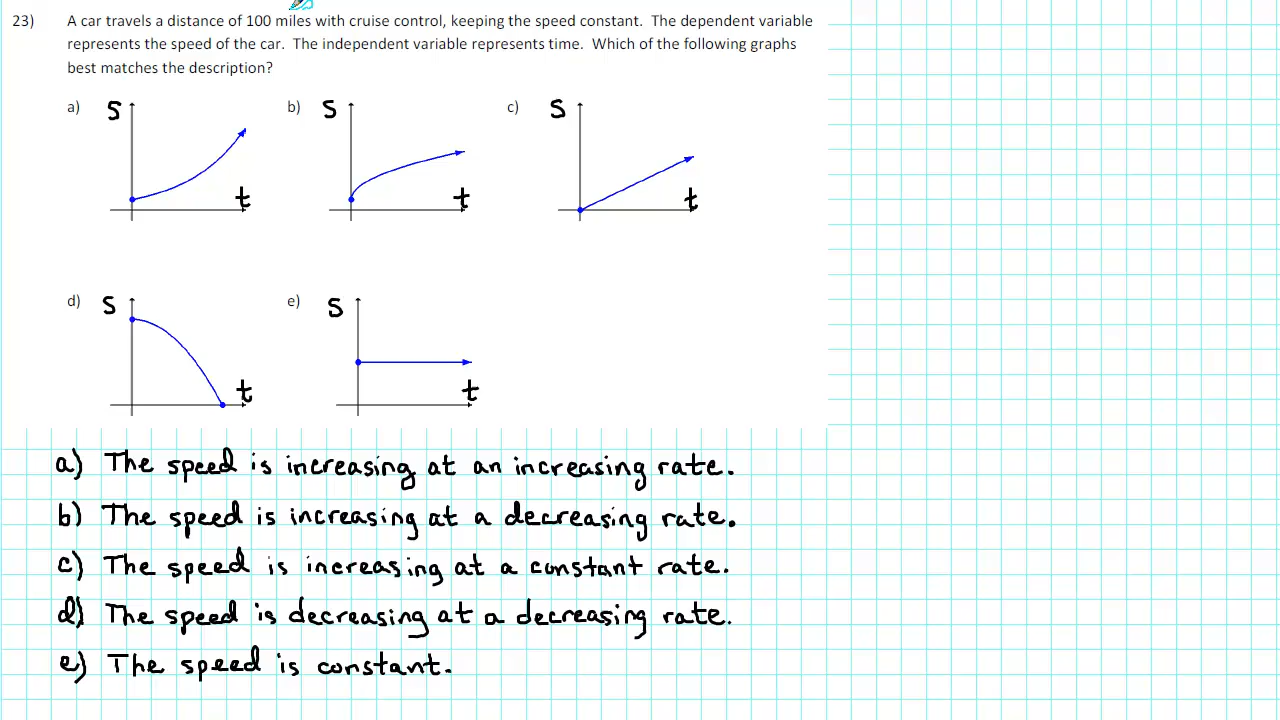 23) A car travels a distance of 100 miles with cruise control, keeping the speed constant. The dependent variable
represents the speed of the car. The independent variable represents time. Which of the following graphs
best matches the description?
a) S t b) S t c) S t
d) S t e) S t
a) The speed is increasing at an increasing rate.
b) The speed is increasing at a decreasing rate.
c) The speed is increasing at a constant rate.
d) The speed is decreasing at a decreasing rate.
e) The speed is constant.